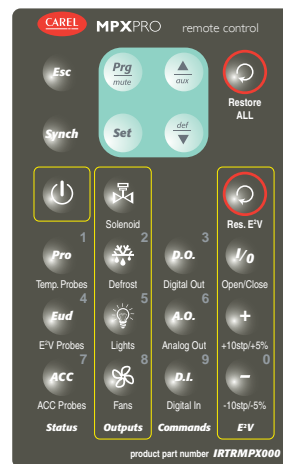 CAREL MPXPRO remote control
Esc Prg mute aux
Restore ALL
Synch Set def
Solenoid Res. E²V
1 2 3
Pro D.O. I/0
Temp. Probes Defrost Digital Out Open/Close
4 5 6
Eud A.O. +
E²V Probes Lights Analog Out +10stp/+5%
7 8 9 0
ACC D.I. -
ACC Probes Fans Digital In -10stp/-5%
Status Outputs Commands E²V
product part number IRTRMPX000